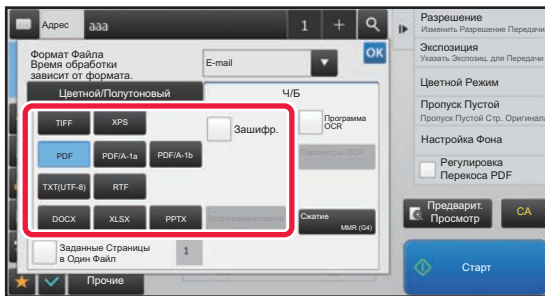 Адрес
aaa
1
+
Формат Файла
Время обработки
зависит от формата.
E-mail
OK
Цветной/Полутоновый
Ч/Б
TIFF
XPS
Зашифр.
Программа
OCR
PDF
PDF/A-1a
PDF/A-1b
Параметры OCR
TXT(UTF-8)
RTF
DOCX
XLSX
PPTX
Сжатие
MMR (G4)
Заданные Страницы
в Один Файл
1
Прочие
Разрешение
Изменить Разрешение Передачи
Экспозиция
Указать Экспозиц. для Передачи
Цветной Режим
Пропуск Пустой
Пропуск Пустой Стр. Оригинала
Настройка Фона
Регулировка
Перекоса PDF
Предварит.
Просмотр
CA
Старт